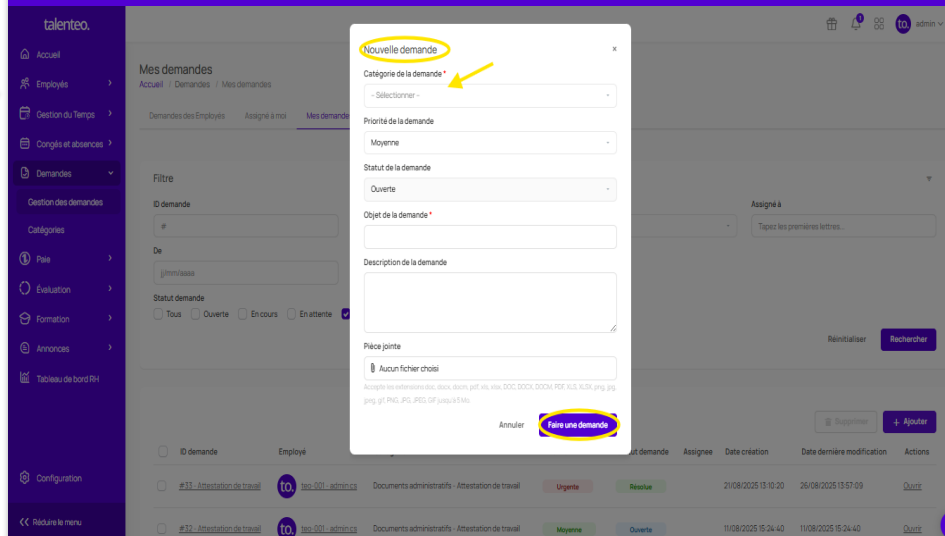 talenteo.
1
to. admin
Accueil
Employés
Gestion du Temps
Congés et absences
Demandes
Gestion des demandes
Catégories
Paie
Évaluation
Formation
Annonces
Tableau de bord RH
Configuration
Réduire le menu
Mes demandes
Accueil / Demandes / Mes demandes
Demandes des Employés Assigné à moi Mes demande
Filtre
ID demande
#
De
jj/mm/aaaa
Statut demande
Tous Ouverte En cours En attente
Assigné à
Tapez les premières lettres...
Réinitialiser Rechercher
Nouvelle demande x
Catégorie de la demande *
- Sélectionner -
Priorité de la demande
Moyenne
Statut de la demande
Ouverte
Objet de la demande *
Description de la demande
Pièce jointe
Aucun fichier choisi
Accepte les extensions doc, docx, docm, pdf, xls, xlsx, DOC, DOCX, DOCM, PDF, XLS, XLSX, png, jpg,
jpeg, gif, PNG, JPG, JPEG, GIF jusqu'à 5 Mo.
Annuler Faire une demande
Supprimer + Ajouter
ID demande Employé ut demande Assignee Date création Date dernière modification Actions
#33 - Attestation de travail to. teo-001 - admin cs Documents administratifs - Attestation de travail Urgente Résolue 21/08/2025 13:10:20 26/08/2025 13:57:09 Ouvrir
#32 - Attestation de travail to. teo-001 - admin cs Documents administratifs - Attestation de travail Moyenne Ouverte 11/08/2025 15:24:40 11/08/2025 15:24:40 Ouvrir